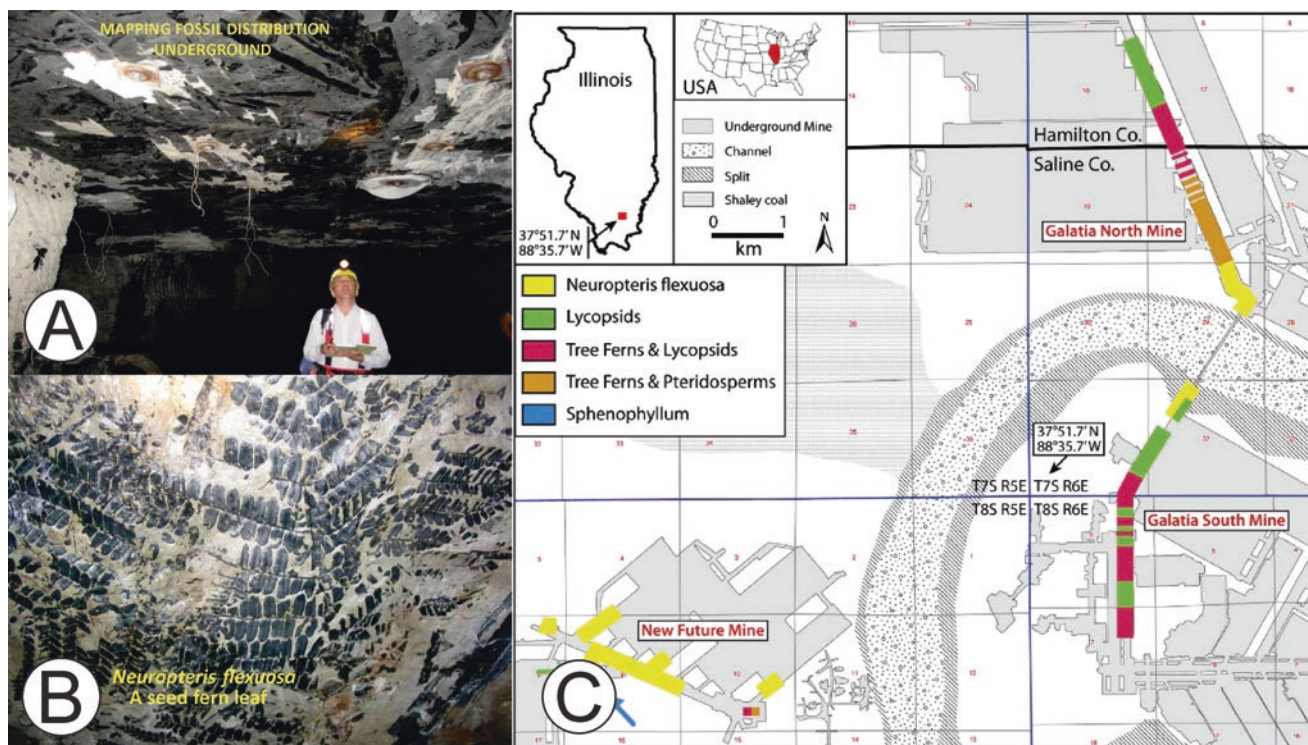 MAPPING FOSSIL DISTRIBUTION
UNDERGROUND
A
Neuropteris flexuosa
A seed fern leaf
B
Illinois
37°51.7'N
88°35.7'W
USA
Underground Mine
Channel
Split
Shaley coal
0 1
km
N
Neuropteris flexuosa
Lycopsids
Tree Ferns & Lycopsids
Tree Ferns & Pteridosperms
Sphenophyllum
Hamilton Co.
Saline Co.
Galatia North Mine
37°51.7'N
88°35.7'W
T7S R5E T7S R6E
T8S R5E T8S R6E
Galatia South Mine
New Future Mine
C